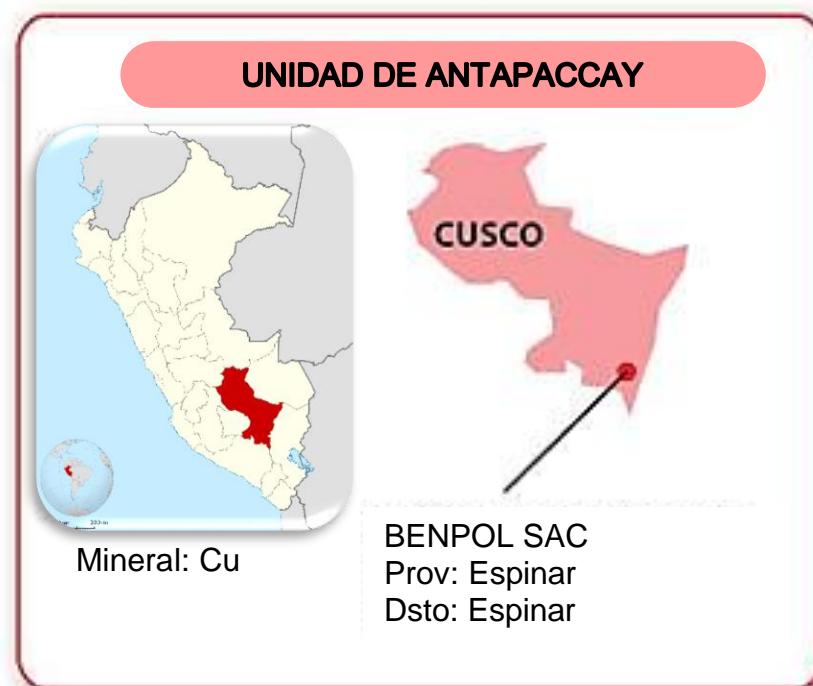 UNIDAD DE ANTAPACCAY
CUSCO
Mineral: Cu
BENPOL SAC
Prov: Espinar
Dsto: Espinar